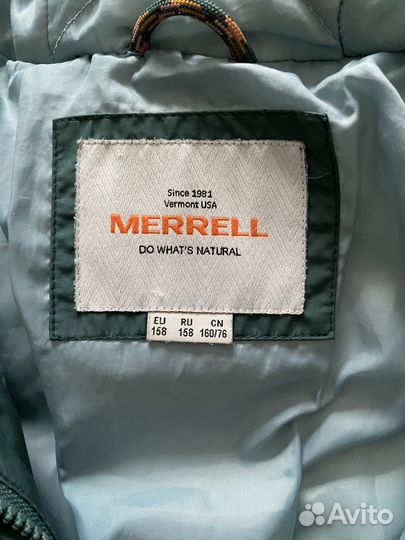 Since 1981
Vermont USA
MERRELL
DO WHAT'S NATURAL
EU RU CN
158 158 160/76
Avito